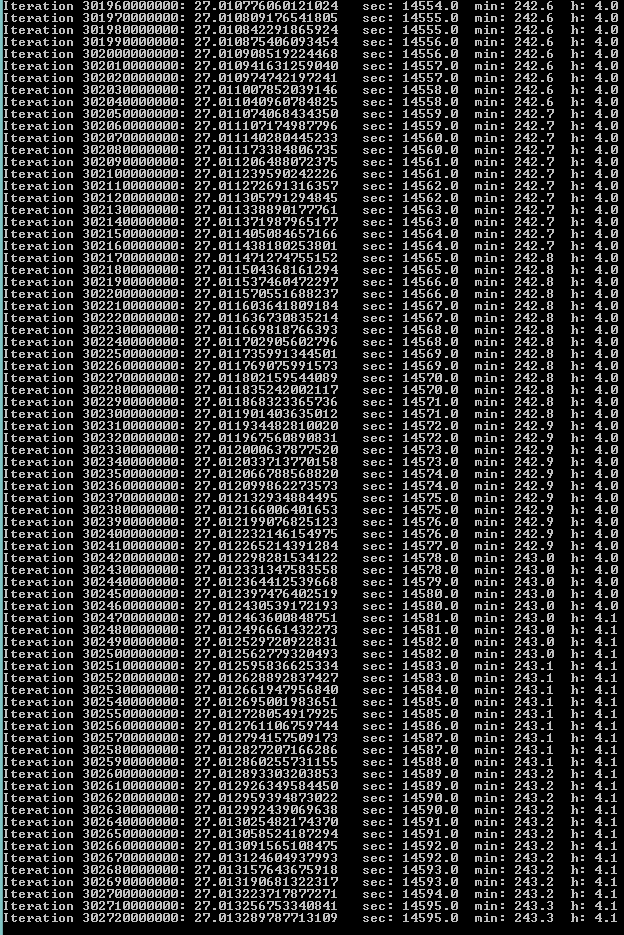 Iteration 301960000000: 27.010776060121024 sec: 14554.0 min: 242.6 h: 4.0
Iteration 301970000000: 27.010809176541805 sec: 14555.0 min: 242.6 h: 4.0
Iteration 301980000000: 27.010842291865924 sec: 14555.0 min: 242.6 h: 4.0
Iteration 301990000000: 27.010875406093454 sec: 14556.0 min: 242.6 h: 4.0
Iteration 302000000000: 27.010908519224468 sec: 14556.0 min: 242.6 h: 4.0
Iteration 302010000000: 27.010941631259040 sec: 14557.0 min: 242.6 h: 4.0
Iteration 302020000000: 27.010974742197241 sec: 14557.0 min: 242.6 h: 4.0
Iteration 302030000000: 27.011007852039146 sec: 14558.0 min: 242.6 h: 4.0
Iteration 302040000000: 27.011040960784825 sec: 14558.0 min: 242.6 h: 4.0
Iteration 302050000000: 27.011074068434350 sec: 14559.0 min: 242.7 h: 4.0
Iteration 302060000000: 27.011107174987796 sec: 14559.0 min: 242.7 h: 4.0
Iteration 302070000000: 27.011140280445233 sec: 14560.0 min: 242.7 h: 4.0
Iteration 302080000000: 27.011173384806735 sec: 14560.0 min: 242.7 h: 4.0
Iteration 302090000000: 27.011206488072375 sec: 14561.0 min: 242.7 h: 4.0
Iteration 302100000000: 27.011239590242226 sec: 14561.0 min: 242.7 h: 4.0
Iteration 302110000000: 27.011272691316357 sec: 14562.0 min: 242.7 h: 4.0
Iteration 302120000000: 27.011305791294845 sec: 14562.0 min: 242.7 h: 4.0
Iteration 302130000000: 27.011338890177761 sec: 14563.0 min: 242.7 h: 4.0
Iteration 302140000000: 27.011371987965177 sec: 14563.0 min: 242.7 h: 4.0
Iteration 302150000000: 27.011405084657166 sec: 14564.0 min: 242.7 h: 4.0
Iteration 302160000000: 27.011438180253801 sec: 14564.0 min: 242.7 h: 4.0
Iteration 302170000000: 27.011471274755152 sec: 14565.0 min: 242.8 h: 4.0
Iteration 302180000000: 27.011504368161294 sec: 14565.0 min: 242.8 h: 4.0
Iteration 302190000000: 27.011537460472297 sec: 14566.0 min: 242.8 h: 4.0
Iteration 302200000000: 27.011570551688237 sec: 14566.0 min: 242.8 h: 4.0
Iteration 302210000000: 27.011603641809184 sec: 14567.0 min: 242.8 h: 4.0
Iteration 302220000000: 27.011636730835214 sec: 14567.0 min: 242.8 h: 4.0
Iteration 302230000000: 27.011669818766393 sec: 14568.0 min: 242.8 h: 4.0
Iteration 302240000000: 27.011702905602796 sec: 14568.0 min: 242.8 h: 4.0
Iteration 302250000000: 27.011735991344501 sec: 14569.0 min: 242.8 h: 4.0
Iteration 302260000000: 27.011769075991573 sec: 14569.0 min: 242.8 h: 4.0
Iteration 302270000000: 27.011802159544089 sec: 14570.0 min: 242.8 h: 4.0
Iteration 302280000000: 27.011835242002117 sec: 14570.0 min: 242.8 h: 4.0
Iteration 302290000000: 27.011868323365736 sec: 14571.0 min: 242.8 h: 4.0
Iteration 302300000000: 27.011901403635012 sec: 14571.0 min: 242.8 h: 4.0
Iteration 302310000000: 27.011934482810020 sec: 14572.0 min: 242.9 h: 4.0
Iteration 302320000000: 27.011967560890831 sec: 14572.0 min: 242.9 h: 4.0
Iteration 302330000000: 27.012000637877520 sec: 14573.0 min: 242.9 h: 4.0
Iteration 302340000000: 27.012033713770158 sec: 14573.0 min: 242.9 h: 4.0
Iteration 302350000000: 27.012066788568820 sec: 14574.0 min: 242.9 h: 4.0
Iteration 302360000000: 27.012099862273573 sec: 14574.0 min: 242.9 h: 4.0
Iteration 302370000000: 27.012132934884495 sec: 14575.0 min: 242.9 h: 4.0
Iteration 302380000000: 27.012166006401653 sec: 14575.0 min: 242.9 h: 4.0
Iteration 302390000000: 27.012199076825123 sec: 14576.0 min: 242.9 h: 4.0
Iteration 302400000000: 27.012232146154975 sec: 14576.0 min: 242.9 h: 4.0
Iteration 302410000000: 27.012265214391284 sec: 14577.0 min: 242.9 h: 4.0
Iteration 302420000000: 27.012298281534122 sec: 14578.0 min: 243.0 h: 4.0
Iteration 302430000000: 27.012331347583558 sec: 14578.0 min: 243.0 h: 4.0
Iteration 302440000000: 27.012364412539668 sec: 14579.0 min: 243.0 h: 4.0
Iteration 302450000000: 27.012397476402519 sec: 14580.0 min: 243.0 h: 4.0
Iteration 302460000000: 27.012430539172193 sec: 14580.0 min: 243.0 h: 4.0
Iteration 302470000000: 27.012463600848751 sec: 14581.0 min: 243.0 h: 4.1
Iteration 302480000000: 27.012496661432273 sec: 14581.0 min: 243.0 h: 4.1
Iteration 302490000000: 27.012529720922831 sec: 14582.0 min: 243.0 h: 4.1
Iteration 302500000000: 27.012562779320493 sec: 14582.0 min: 243.0 h: 4.1
Iteration 302510000000: 27.012595836625334 sec: 14583.0 min: 243.1 h: 4.1
Iteration 302520000000: 27.012628892837427 sec: 14583.0 min: 243.1 h: 4.1
Iteration 302530000000: 27.012661947956840 sec: 14584.0 min: 243.1 h: 4.1
Iteration 302540000000: 27.012695001983651 sec: 14585.0 min: 243.1 h: 4.1
Iteration 302550000000: 27.012728054917925 sec: 14585.0 min: 243.1 h: 4.1
Iteration 302560000000: 27.012761106759744 sec: 14586.0 min: 243.1 h: 4.1
Iteration 302570000000: 27.012794157509173 sec: 14587.0 min: 243.1 h: 4.1
Iteration 302580000000: 27.012827207166286 sec: 14587.0 min: 243.1 h: 4.1
Iteration 302590000000: 27.012860255731155 sec: 14588.0 min: 243.1 h: 4.1
Iteration 302600000000: 27.012893303203853 sec: 14589.0 min: 243.2 h: 4.1
Iteration 302610000000: 27.012926349584450 sec: 14589.0 min: 243.2 h: 4.1
Iteration 302620000000: 27.012959394873022 sec: 14590.0 min: 243.2 h: 4.1
Iteration 302630000000: 27.012992439069638 sec: 14590.0 min: 243.2 h: 4.1
Iteration 302640000000: 27.013025482174370 sec: 14591.0 min: 243.2 h: 4.1
Iteration 302650000000: 27.013058524187294 sec: 14591.0 min: 243.2 h: 4.1
Iteration 302660000000: 27.013091565108475 sec: 14592.0 min: 243.2 h: 4.1
Iteration 302670000000: 27.013124604937993 sec: 14592.0 min: 243.2 h: 4.1
Iteration 302680000000: 27.013157643675918 sec: 14593.0 min: 243.2 h: 4.1
Iteration 302690000000: 27.013190681322317 sec: 14593.0 min: 243.2 h: 4.1
Iteration 302700000000: 27.013223717877271 sec: 14594.0 min: 243.2 h: 4.1
Iteration 302710000000: 27.013256753340841 sec: 14595.0 min: 243.3 h: 4.1
Iteration 302720000000: 27.013289787713109 sec: 14595.0 min: 243.3 h: 4.1